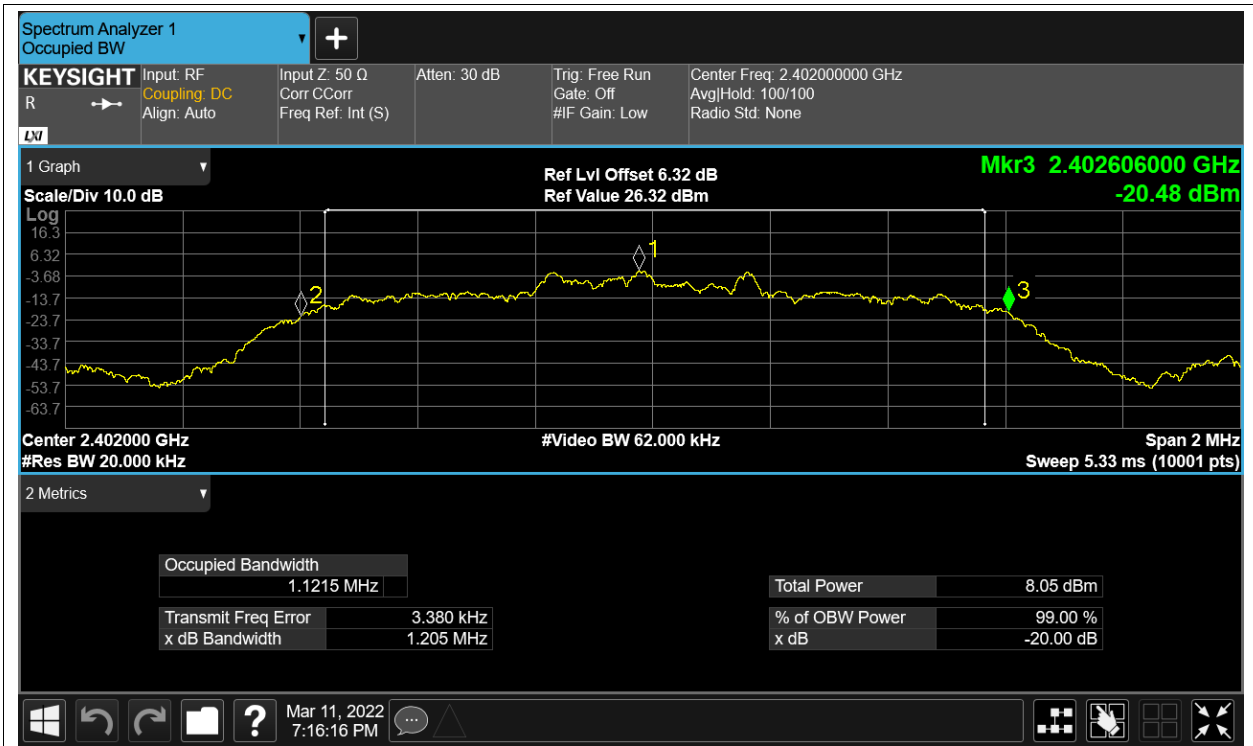 Spectrum Analyzer 1
Occupied BW
KEYSIGHT
R
LXI
Input: RF
Coupling: DC
Align: Auto
Input Z: 50 Ω
Corr CCorr
Freq Ref: Int (S)
Atten: 30 dB
Trig: Free Run
Gate: Off
#IF Gain: Low
Center Freq: 2.402000000 GHz
Avg|Hold: 100/100
Radio Std: None
1 Graph
Scale/Div 10.0 dB
Ref Lvl Offset 6.32 dB
Ref Value 26.32 dBm
Mkr3 2.402606000 GHz
-20.48 dBm
Log
16.3
6.32
-3.68
-13.7
-23.7
-33.7
-43.7
-53.7
-63.7
1
2
3
Center 2.402000 GHz
#Res BW 20.000 kHz
#Video BW 62.000 kHz
Span 2 MHz
Sweep 5.33 ms (10001 pts)
2 Metrics
Occupied Bandwidth
1.1215 MHz
Transmit Freq Error 3.380 kHz
x dB Bandwidth 1.205 MHz
Total Power 8.05 dBm
% of OBW Power 99.00 %
x dB -20.00 dB
?
Mar 11, 2022
7:16:16 PM